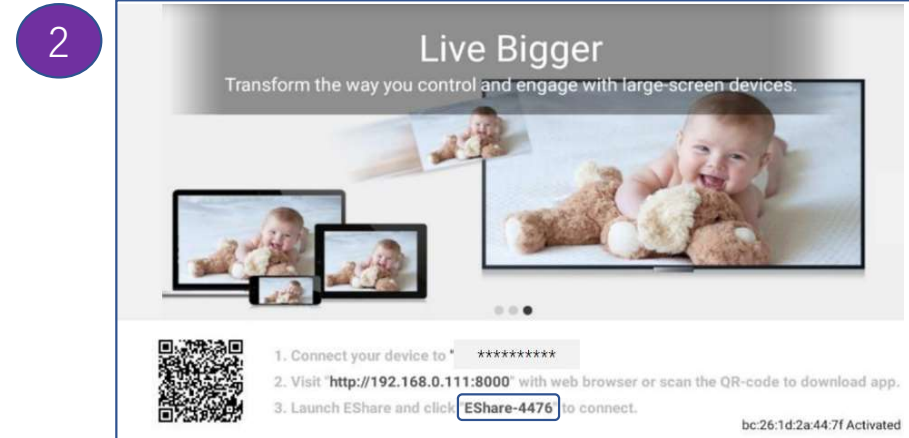 2
Live Bigger
Transform the way you control and engage with large-screen devices.
1. Connect your device to " **********
2. Visit "http://192.168.0.111:8000" with web browser or scan the QR-code to download app.
3. Launch EShare and click "EShare-4476" to connect.
bc:26:1d:2a:44:7f Activated